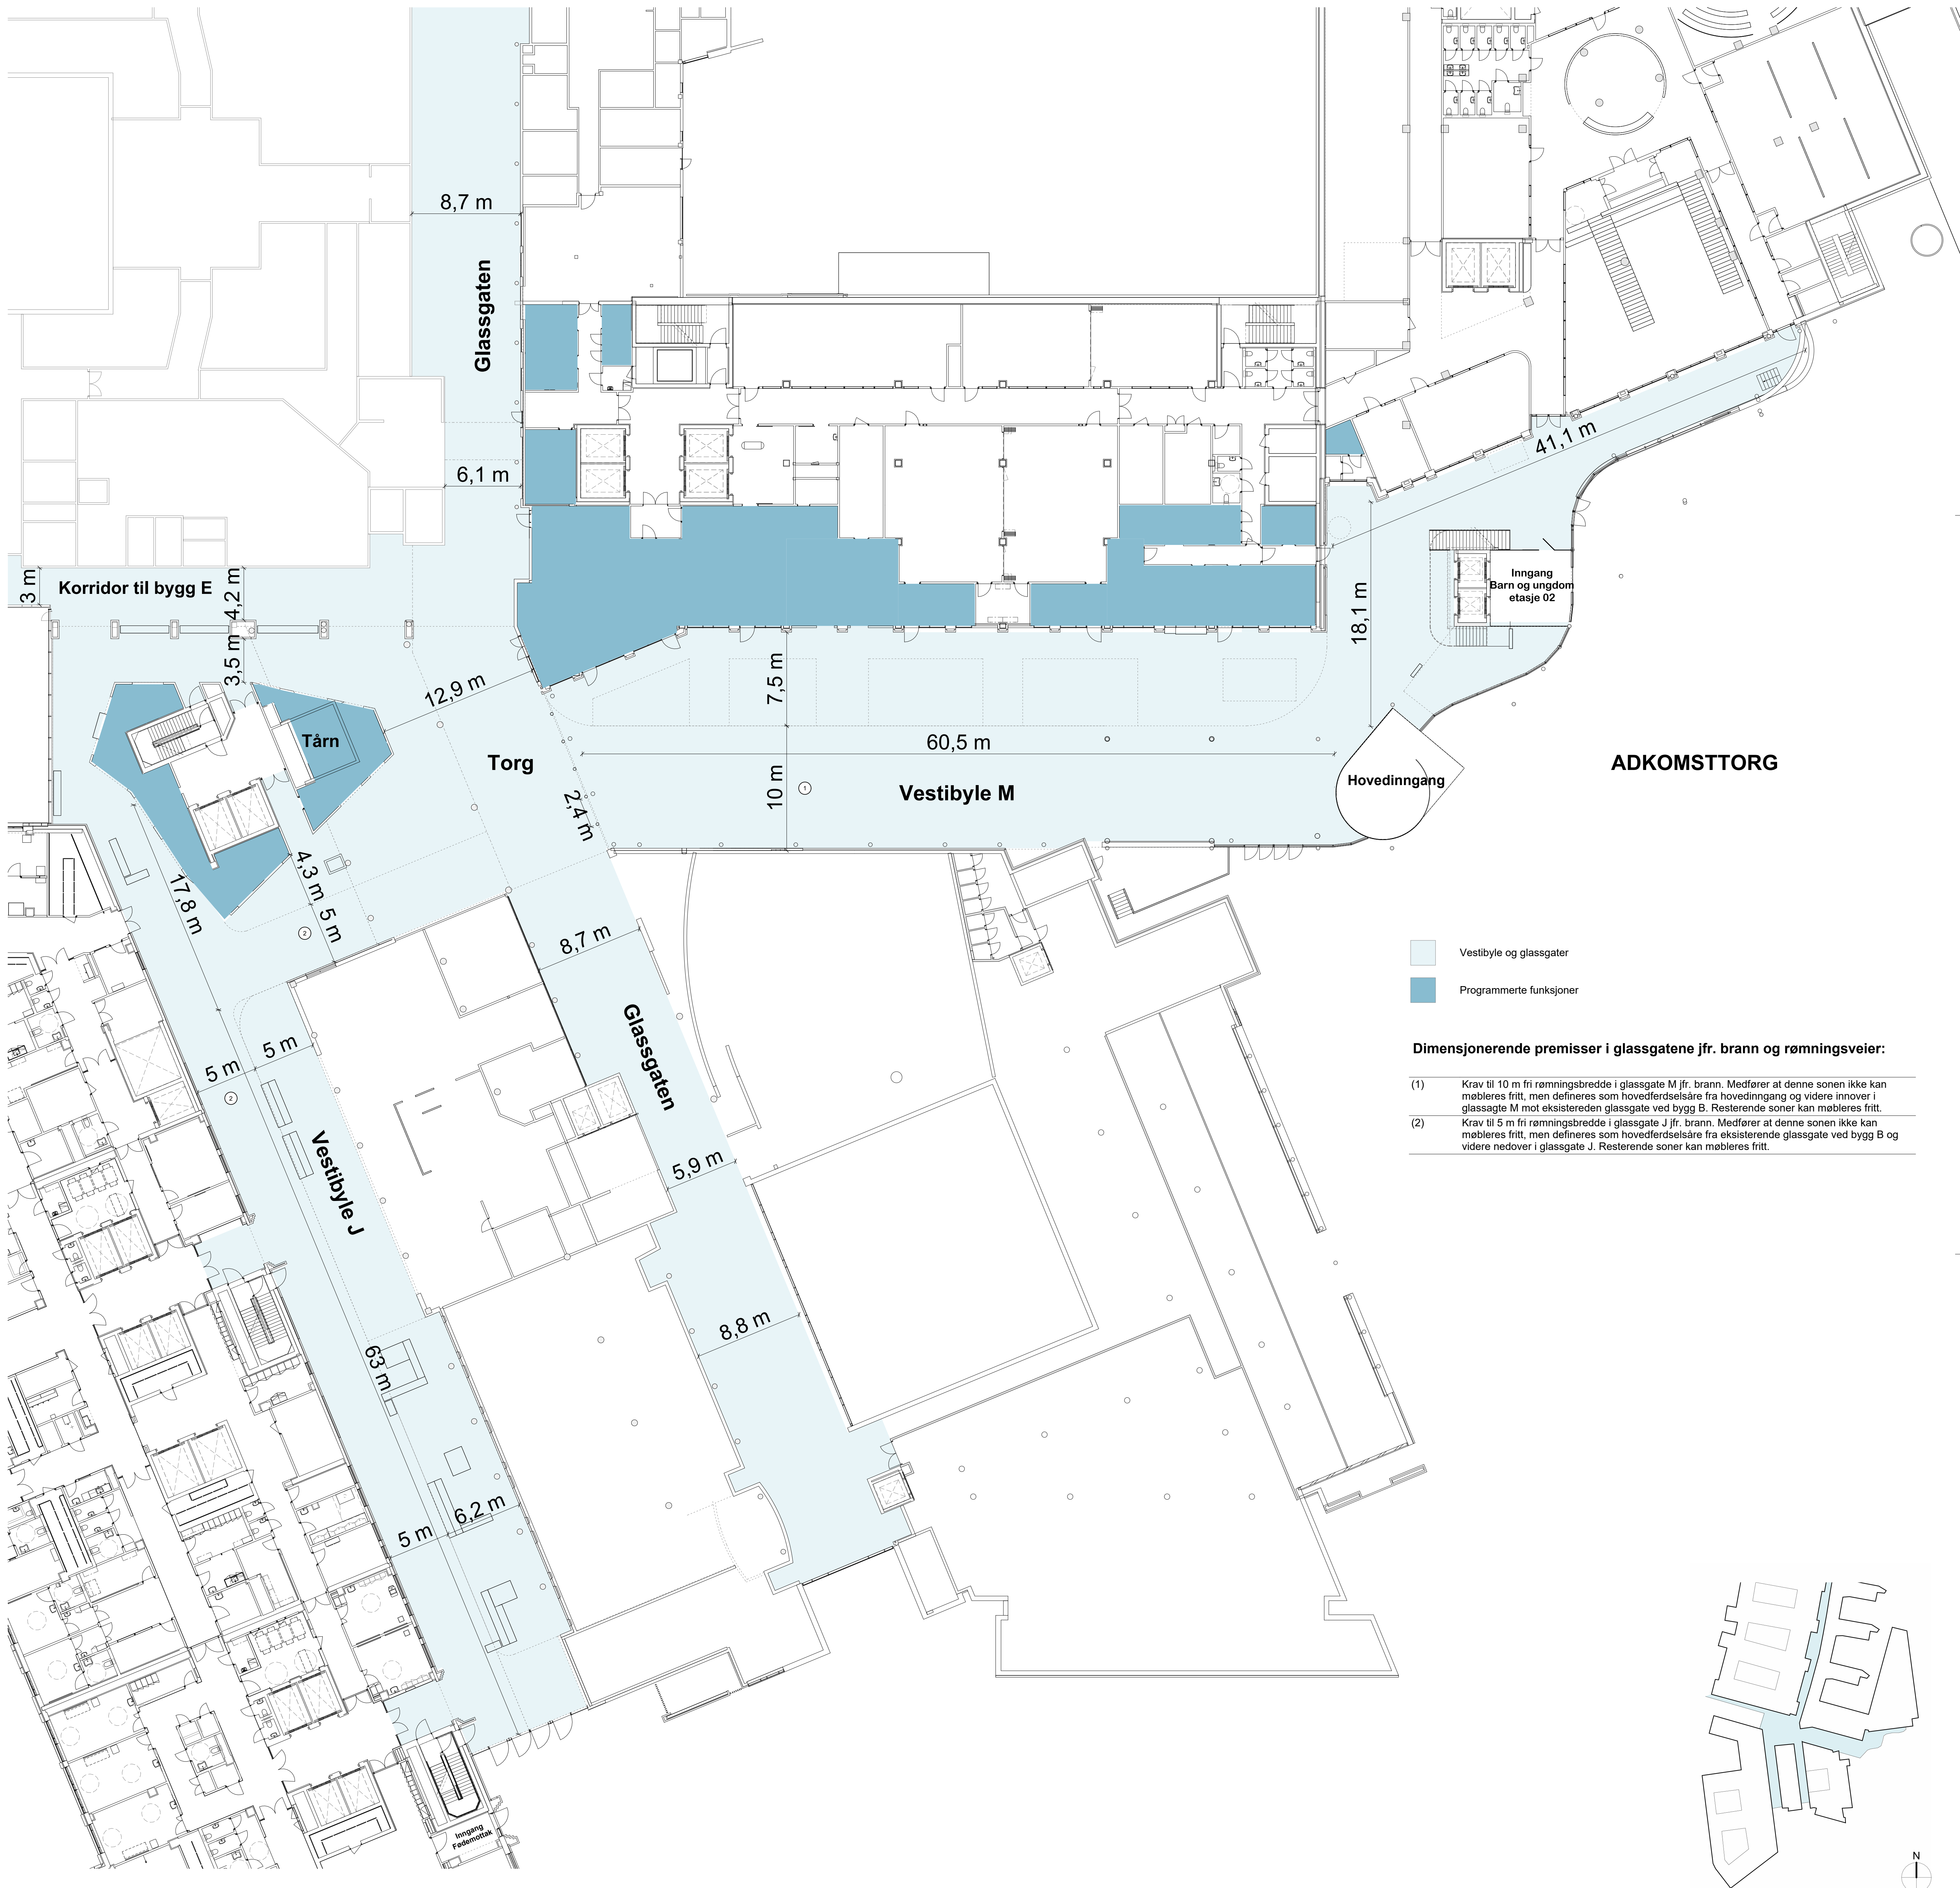 8,7 m
Glassgaten
6,1 m
41,1 m
3 m
Korridor til bygg E
4,2 m
3,5 m
Inngang
Barn og ungdom
etasje 02
18,1 m
12,9 m
7,5 m
Tårn
Torg
60,5 m
ADKOMSTTORG
Hovedinngang
10 m
1
Vestibyle M
2,4 m
17,8 m
4,3 m
5 m
2
8,7 m
Vestibyle og glassgater
Programmerte funksjoner
Glassgaten
5 m
5 m
2
Dimensjonerende premisser i glassgatene jfr. brann og rømningsveier:
(1) Krav til 10 m fri rømningsbredde i glassgate M jfr. brann. Medfører at denne sonen ikke kan
møbleres fritt, men defineres som hovedferdselsåre fra hovedinngang og videre innover i
glassagte M mot eksistereden glassgate ved bygg B. Resterende soner kan møbleres fritt.
(2) Krav til 5 m fri rømningsbredde i glassgate J jfr. brann. Medfører at denne sonen ikke kan
møbleres fritt, men defineres som hovedferdselsåre fra eksisterende glassgate ved bygg B og
videre nedover i glassgate J. Resterende soner kan møbleres fritt.
Vestibyle J
5,9 m
8,8 m
63 m
5 m
6,2 m
Inngang
Fødemottak
N